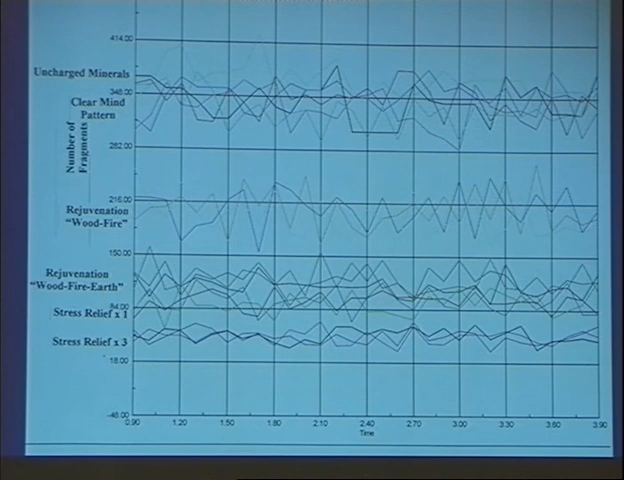 414.00
Uncharged Minerals
348.00
Clear Mind
Pattern
Number of
Fragments
282.00
216.00
Rejuvenation
“Wood-Fire”
150.00
Rejuvenation
“Wood-Fire-Earth”
84.00
Stress Relief x 1
Stress Relief x 3
18.00
-48.00
0.90 1.20 1.50 1.80 2.10 2.40 2.70 3.00 3.30 3.60 3.90
Time